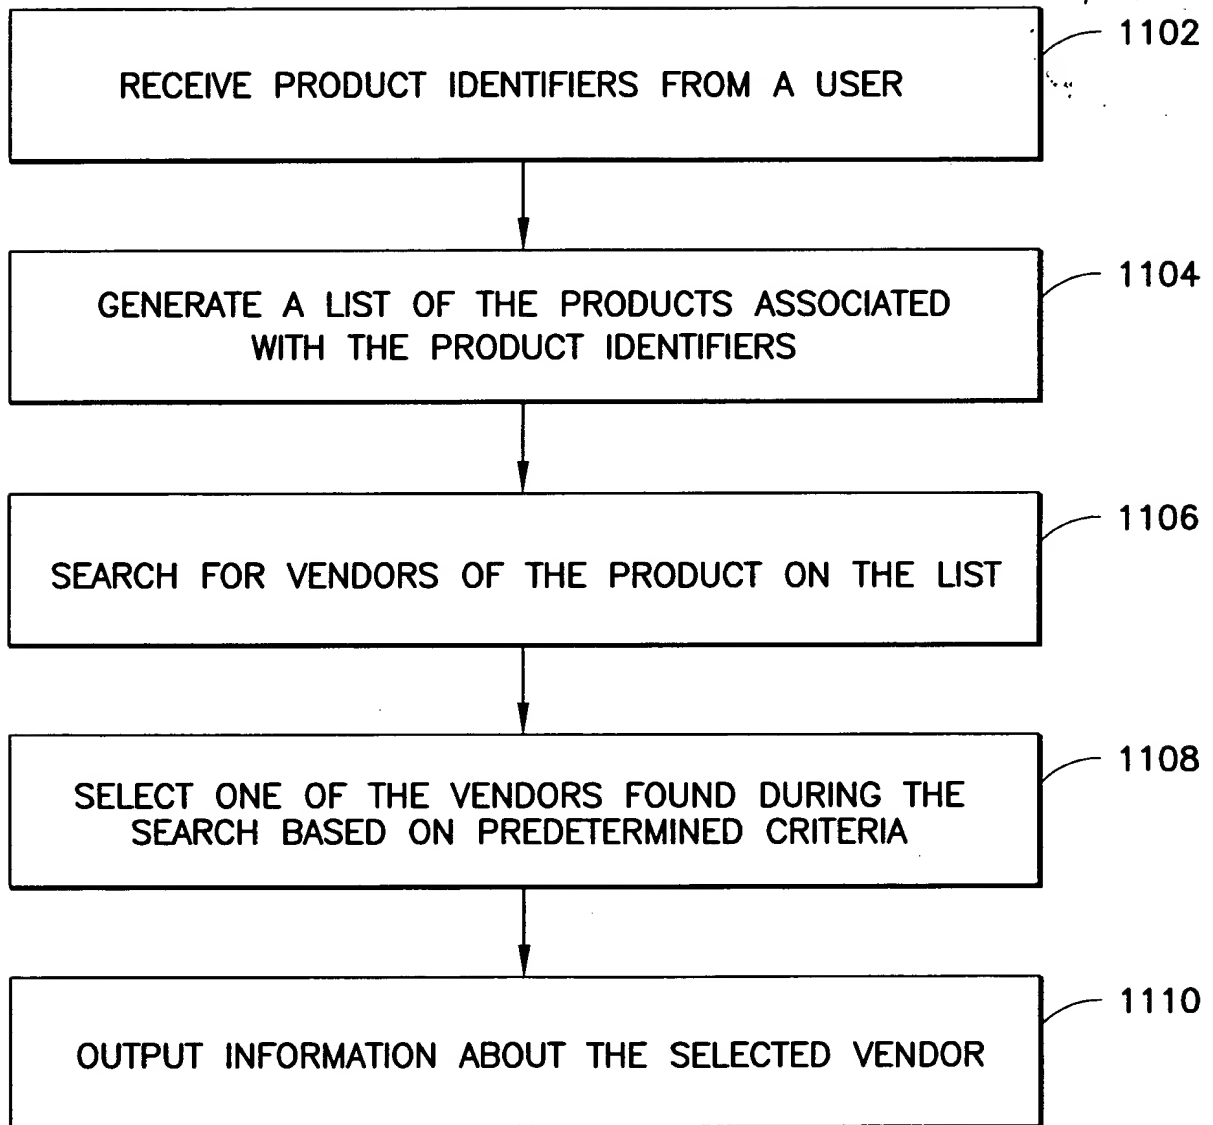 RECEIVE PRODUCT IDENTIFIERS FROM A USER
1102
GENERATE A LIST OF THE PRODUCTS ASSOCIATED
WITH THE PRODUCT IDENTIFIERS
1104
SEARCH FOR VENDORS OF THE PRODUCT ON THE LIST
1106
SELECT ONE OF THE VENDORS FOUND DURING THE
SEARCH BASED ON PREDETERMINED CRITERIA
1108
OUTPUT INFORMATION ABOUT THE SELECTED VENDOR
1110